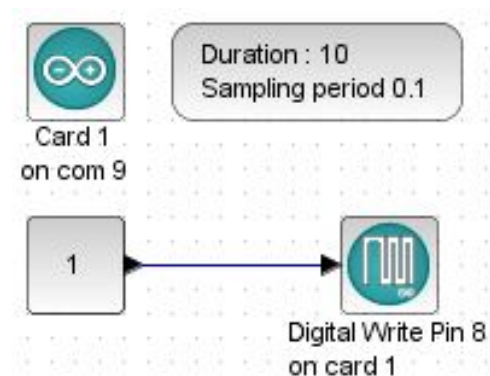 Duration : 10
Sampling period 0.1
Card 1
on com 9
1
Digital Write Pin 8
on card 1